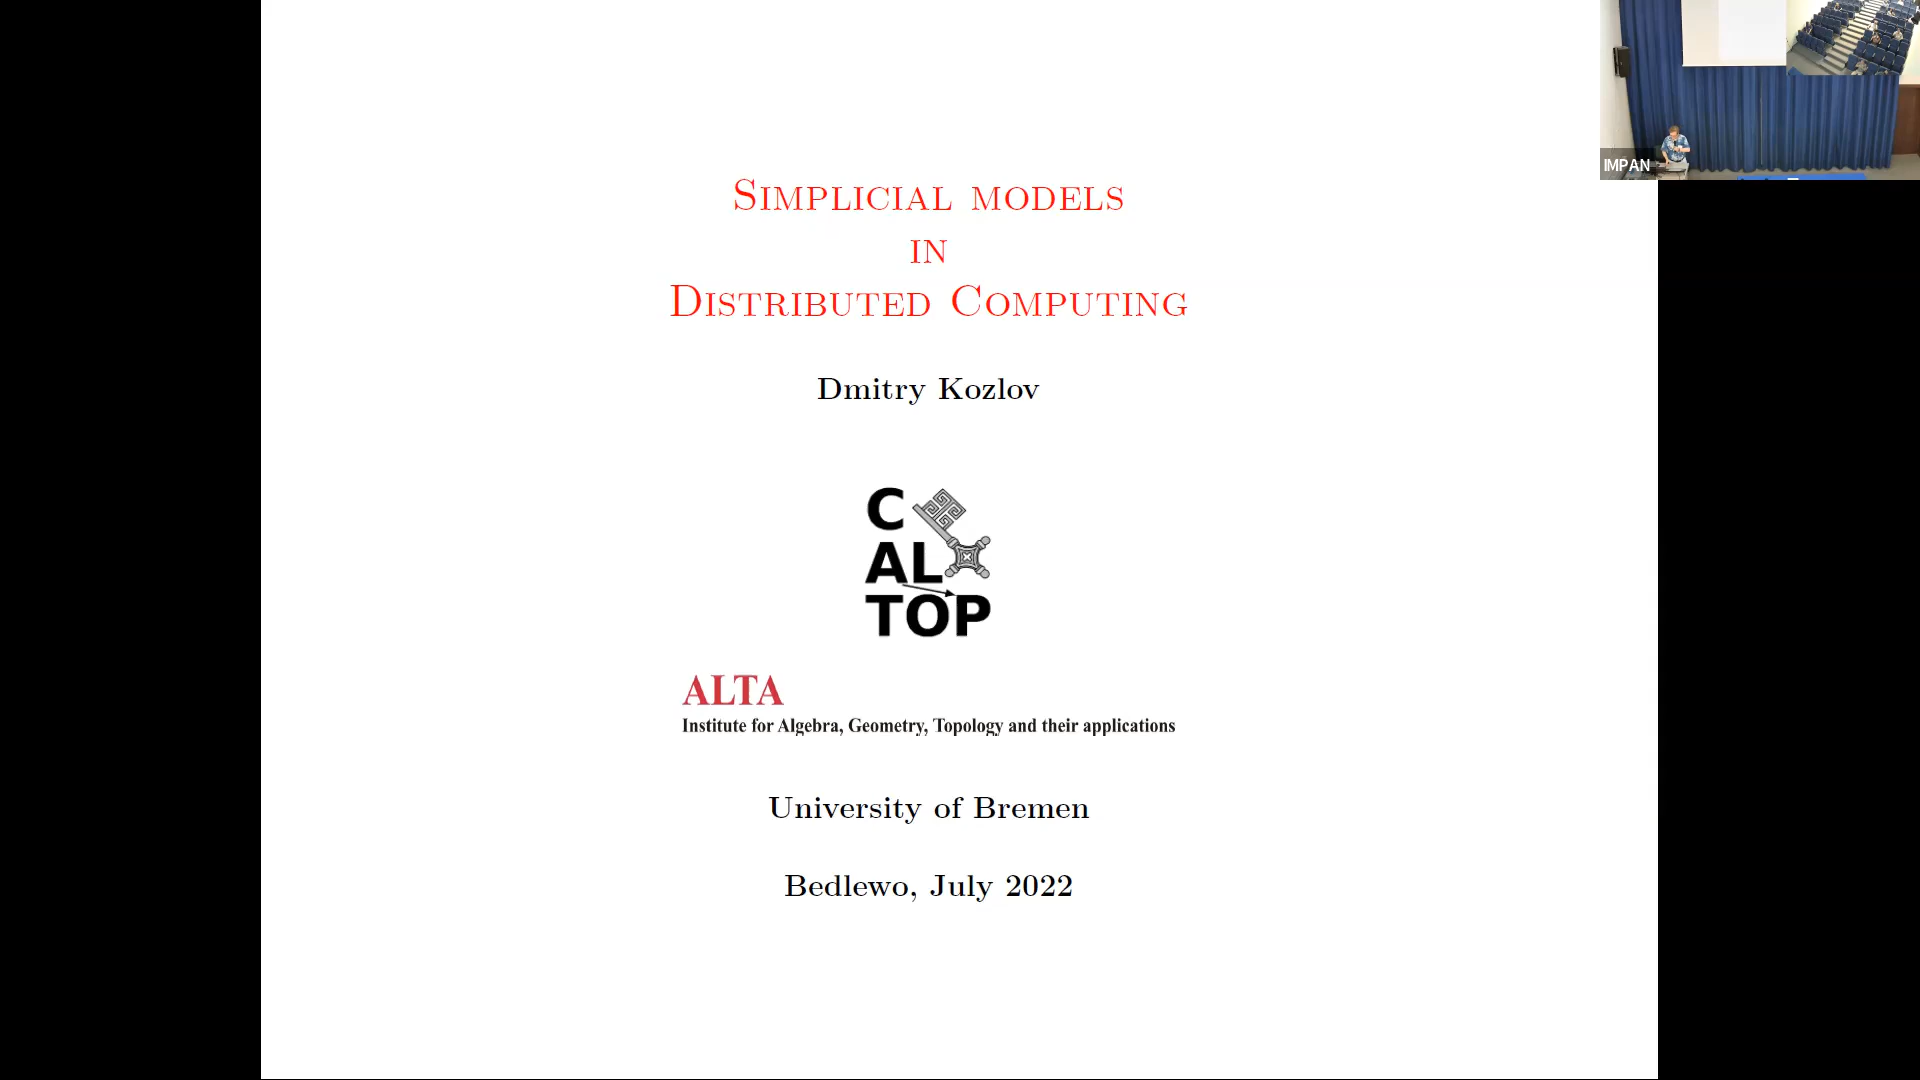 SIMPLICIAL MODELS
IN
DISTRIBUTED COMPUTING
Dmitry Kozlov
C
AL
TOP
ALTA
Institute for Algebra, Geometry, Topology and their applications
University of Bremen
Bedlewo, July 2022
IMPAN